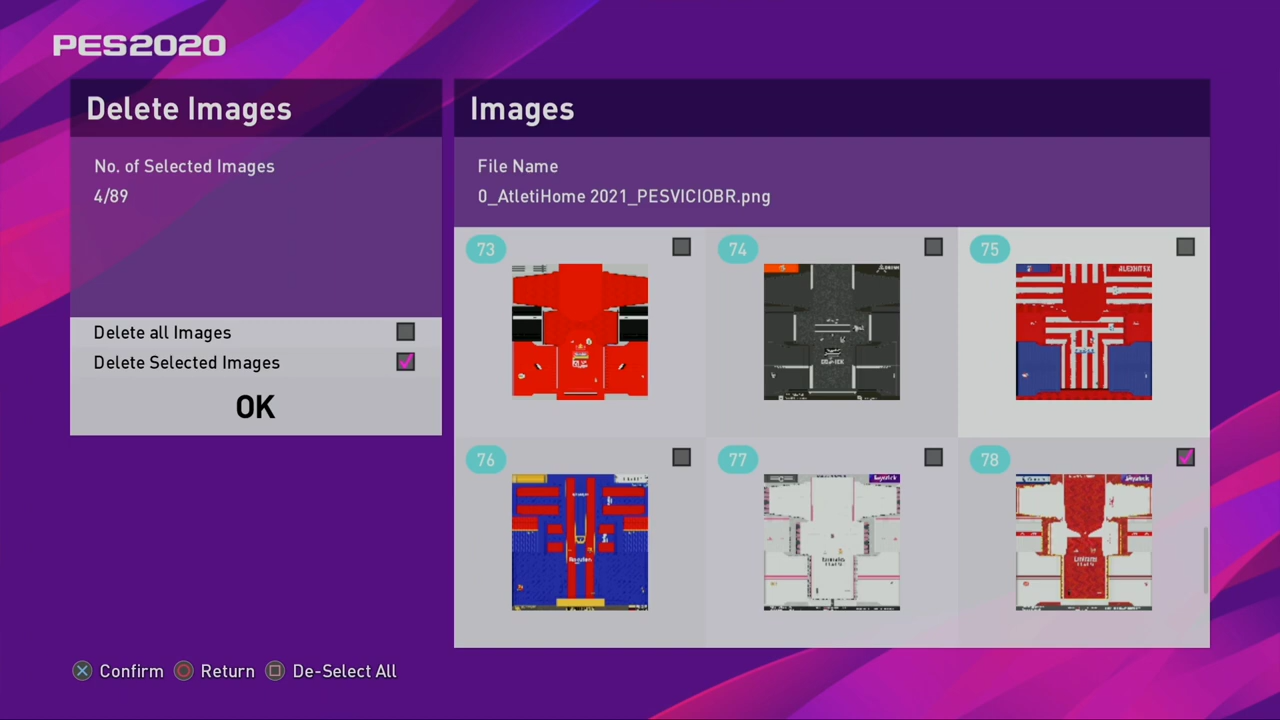 PES2020
Delete Images
No. of Selected Images
4/89
Delete all Images
Delete Selected Images
OK
Images
File Name
0_AtletiHome 2021_PESVICIOBR.png
73
74
75
76
77
78
Confirm
Return
De-Select All